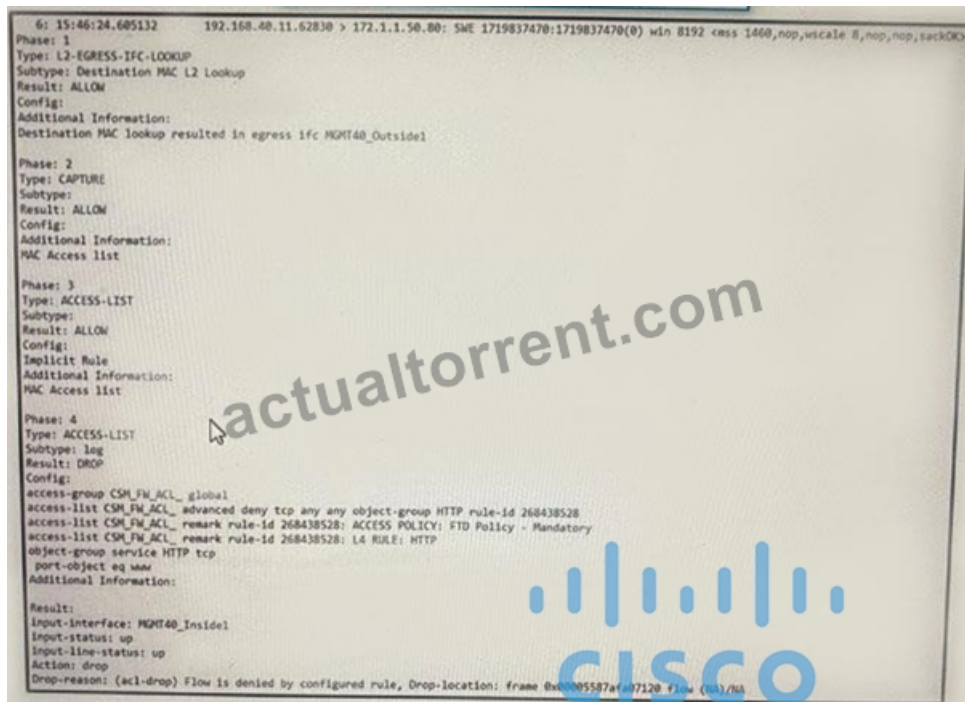 6: 15:46:24.605132 192.168.40.11.62830 > 172.1.1.50.80: SWE 1719837470:1719837470(0) win 8192 <mss 1460,nop,wscale 8,nop,nop,sackOK>
Phase: 1
Type: L2-EGRESS-IFC-LOOKUP
Subtype: Destination MAC L2 Lookup
Result: ALLOW
Config:
Additional Information:
Destination MAC lookup resulted in egress ifc MGMT40_Outside1
Phase: 2
Type: CAPTURE
Subtype:
Result: ALLOW
Config:
Additional Information:
MAC Access list
Phase: 3
Type: ACCESS-LIST
Subtype:
Result: ALLOW
Config:
Implicit Rule
Additional Information:
MAC Access list
Phase: 4
Type: ACCESS-LIST
Subtype: log
Result: DROP
Config:
access-group CSM_FW_ACL_ global
access-list CSM_FW_ACL_ advanced deny tcp any any object-group HTTP rule-id 268438528
access-list CSM_FW_ACL_ remark rule-id 268438528: ACCESS POLICY: FTD Policy - Mandatory
access-list CSM_FW_ACL_ remark rule-id 268438528: L4 RULE: HTTP
object-group service HTTP tcp
port-object eq www
Additional Information:
Result:
input-interface: MGMT40_Inside1
input-status: up
input-line-status: up
Action: drop
Drop-reason: (acl-drop) Flow is denied by configured rule, Drop-location: frame flow (NA)/NA
actualtorrent.com
CISCO